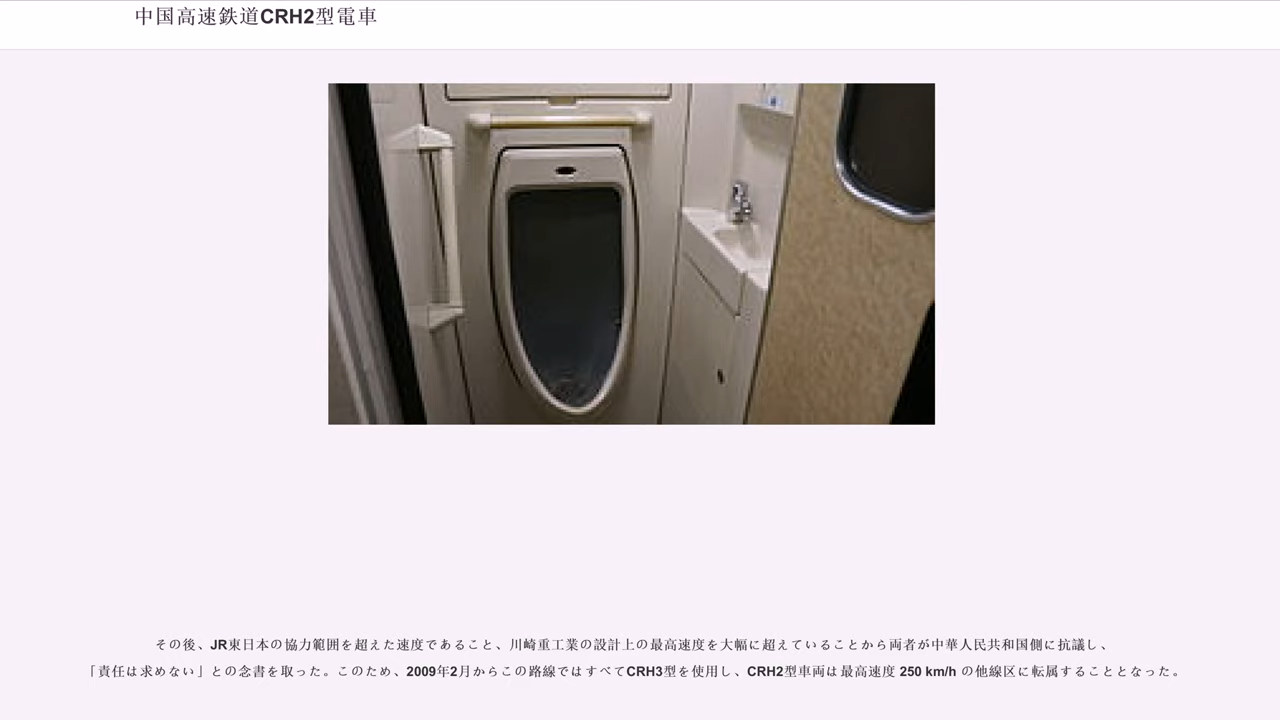 中国高速鉄道CRH2型電車
その後、JR東日本の協力範囲を超えた速度であること、川崎重工業の設計上の最高速度を大幅に超えていることから両者が中華人民共和国側に抗議し、
「責任は求めない」との念書を取った。このため、2009年2月からこの路線ではすべてCRH3型を使用し、CRH2型車両は最高速度 250 km/h の他線区に転属することとなった。